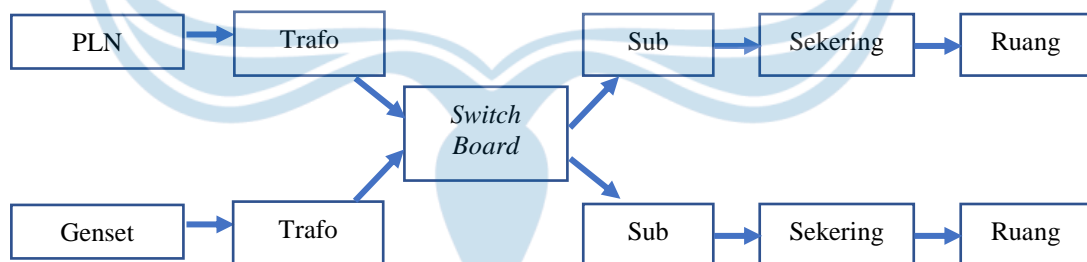 PLN
Trafo
Sub
Sekering
Ruang
Switch
Board
Genset
Trafo
Sub
Sekering
Ruang